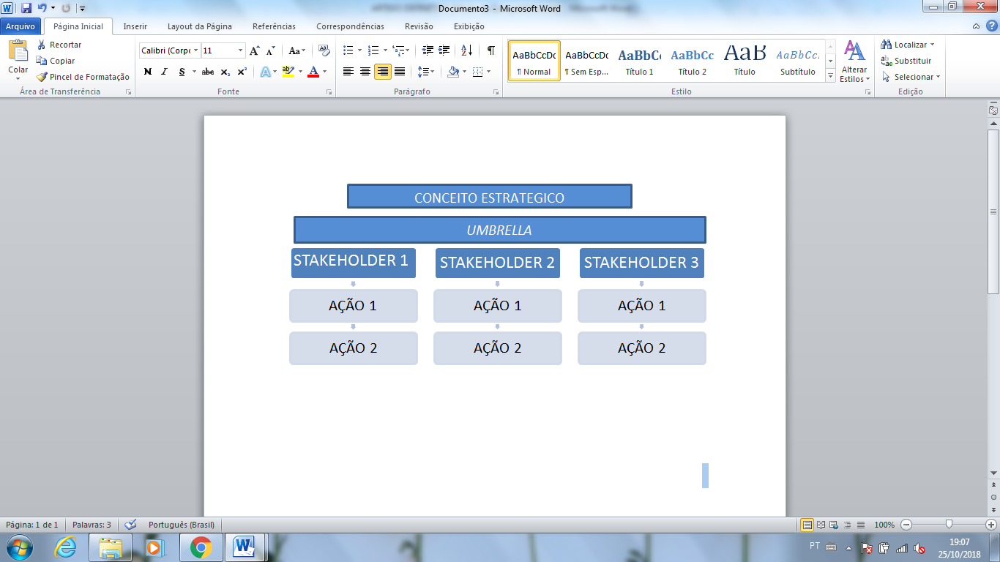 Documento3 - Microsoft Word
Arquivo Página Inicial Inserir Layout da Página Referências Correspondências Revisão Exibição
Colar
Recortar
Copiar
Pincel de Formatação
Área de Transferência
Calibri (Corpc 11
N I S abc x₂ x²
Aa
Fonte
Parágrafo
AaBbCcDc AaBbCcDc AaBbCc AaBbCc AaB AaBbCc.
¶ Normal ¶ Sem Esp... Título 1 Título 2 Título Subtítulo
Alterar
Estilos
Estilo
Localizar
Substituir
Selecionar
Edição
CONCEITO ESTRATEGICO
UMBRELLA
STAKEHOLDER 1 STAKEHOLDER 2 STAKEHOLDER 3
AÇÃO 1 AÇÃO 1 AÇÃO 1
AÇÃO 2 AÇÃO 2 AÇÃO 2
Página: 1 de 1 Palavras: 3 Português (Brasil) 100%
PT 19:07
25/10/2018